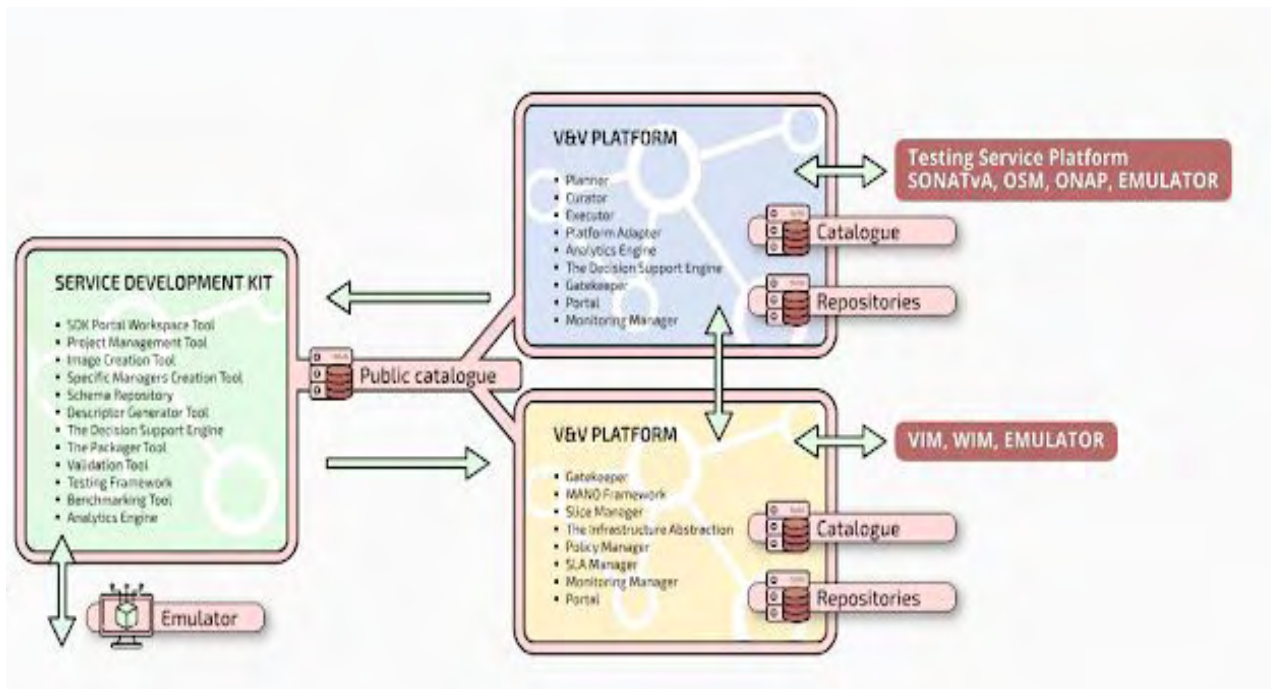 V&V PLATFORM
▪ Planner
▪ Curator
▪ Executor
▪ Platform Adapter
▪ Analytics Engine
▪ The Decision Support Engine
▪ Gatekeeper
▪ Portal
▪ Monitoring Manager
Testing Service Platform
SONATvA, OSM, ONAP, EMULATOR
Catalogue
Repositories
SERVICE DEVELOPMENT KIT
▪ SDK Portal Workspace Tool
▪ Project Management Tool
▪ Image Creation Tool
▪ Specific Managers Creation Tool
▪ Schema Repository
▪ Descriptor Generator Tool
▪ The Decision Support Engine
▪ The Packager Tool
▪ Validation Tool
▪ Testing Framework
▪ Benchmarking Tool
▪ Analytics Engine
Public catalogue
V&V PLATFORM
▪ Gatekeeper
▪ MANO Framework
▪ Slice Manager
▪ The Infrastructure Abstraction
▪ Policy Manager
▪ SLA Manager
▪ Monitoring Manager
▪ Portal
VIM, WIM, EMULATOR
Catalogue
Repositories
Emulator